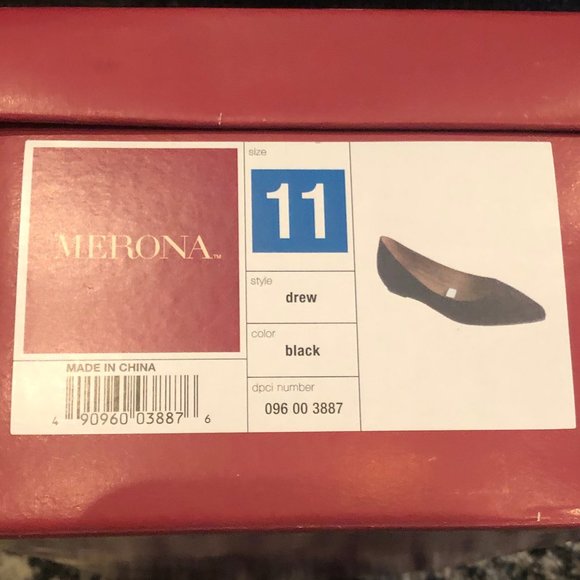 MERONA™
MADE IN CHINA
4 90960 03887 6
size
11
style
drew
color
black
dpci number
096 00 3887